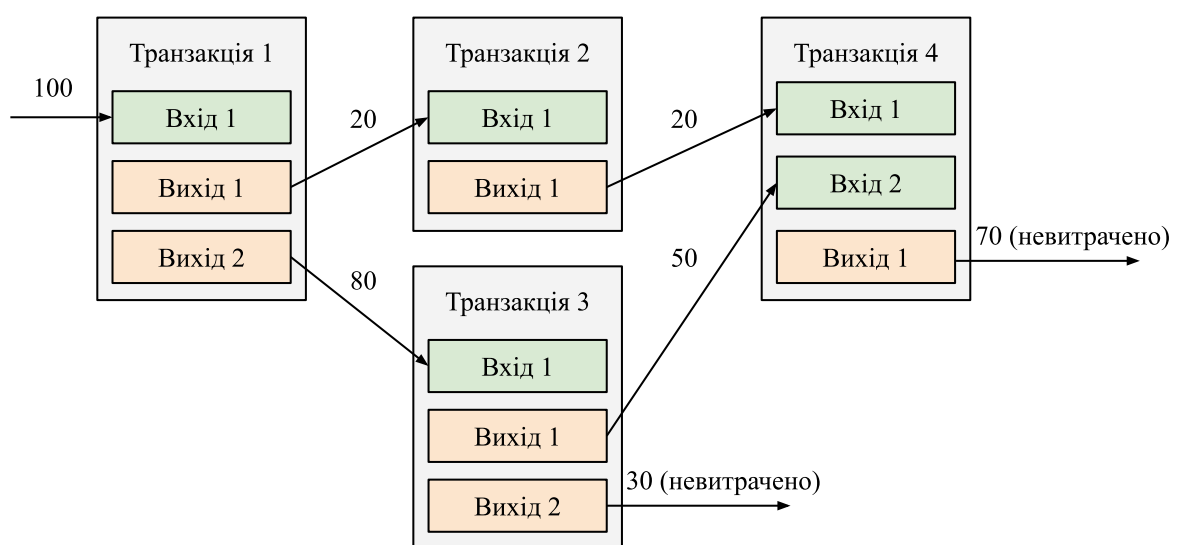 Транзакція 1
100
Вхід 1
Вихід 1
Вихід 2
20
80
Транзакція 2
Вхід 1
Вихід 1
20
Транзакція 3
Вхід 1
Вихід 1
Вихід 2
50
30 (невитрачено)
Транзакція 4
Вхід 1
Вхід 2
Вихід 1
70 (невитрачено)